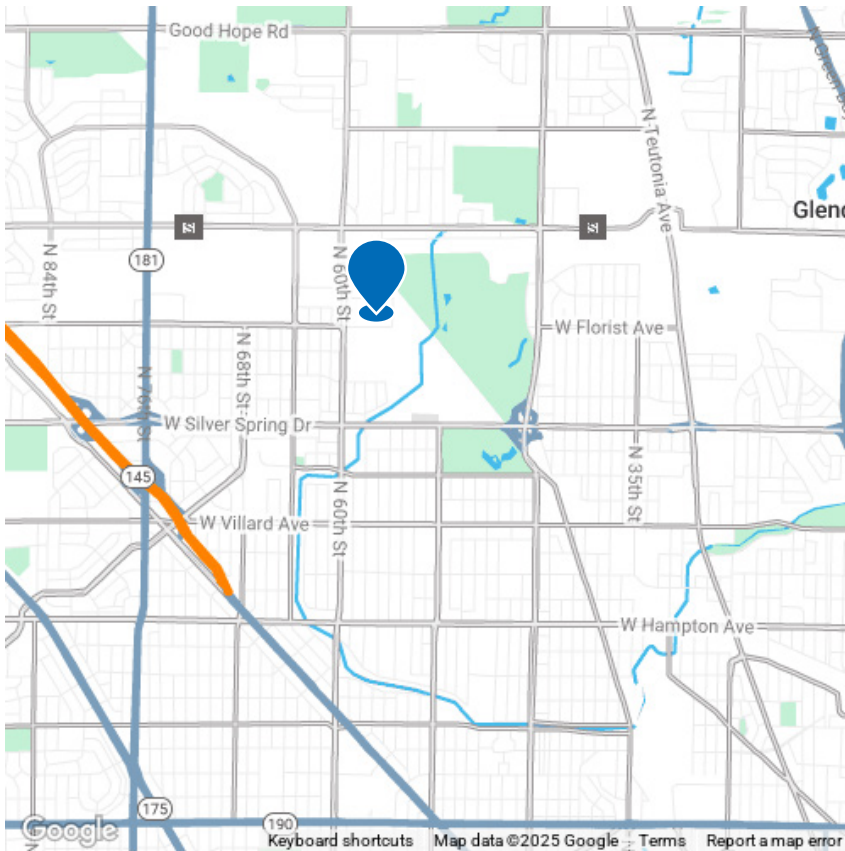 Good Hope Rd
N Green Bay
N Teutonia Ave
Glend
N 84th St
181
N 60th St
W Florist Ave
N 68th St
N 76th St
W Silver Spring Dr
145
N 35th St
W Villard Ave
N 60th St
W Hampton Ave
175
190
Google
Keyboard shortcuts
Map data ©2025 Google
Terms
Report a map error